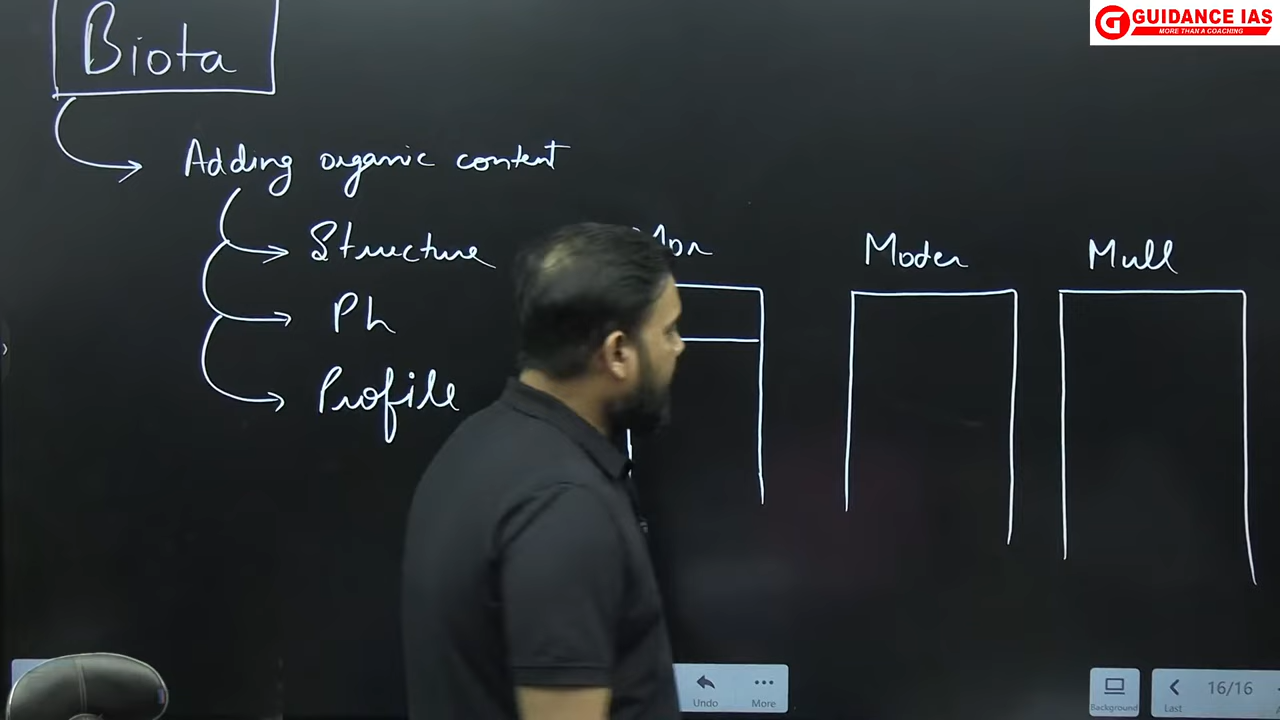 GUIDANCE IAS
MORE THAN A COACHING
Biota
Adding organic content
Structure
Ph
Profile
Mor
Moder
Mull
Undo
More
Background
Last
16/16